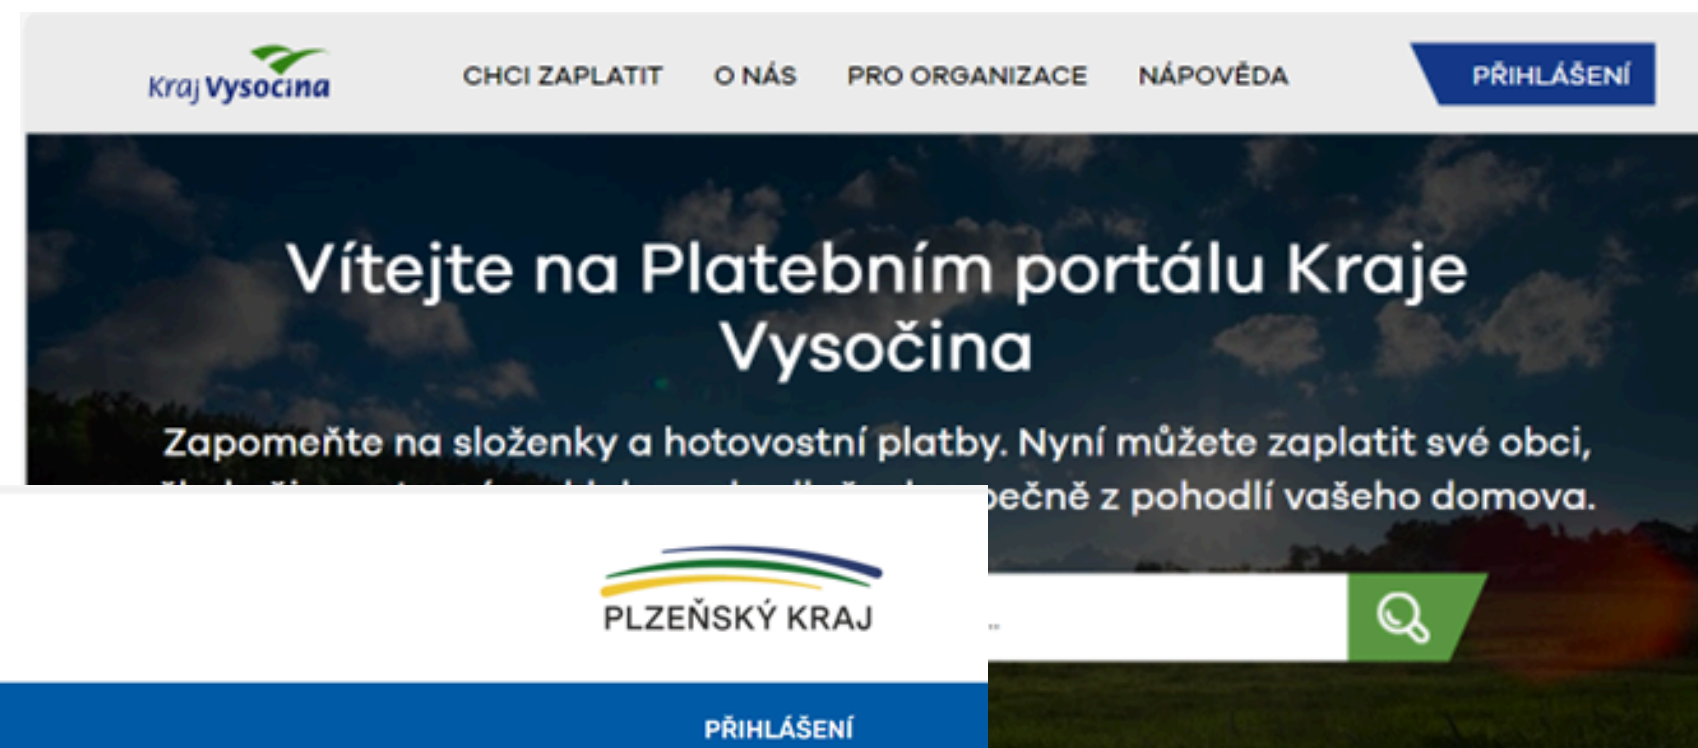 Kraj Vysočina
CHCI ZAPLATIT O NÁS PRO ORGANIZACE NÁPOVĚDA PŘIHLÁŠENÍ
Vítejte na Platebním portálu Kraje
Vysočina
Zapomeňte na složenky a hotovostní platby. Nyní můžete zaplatit své obci,
z pohodlí vašeho domova.
PLZEŇSKÝ KRAJ
PŘIHLÁŠENÍ